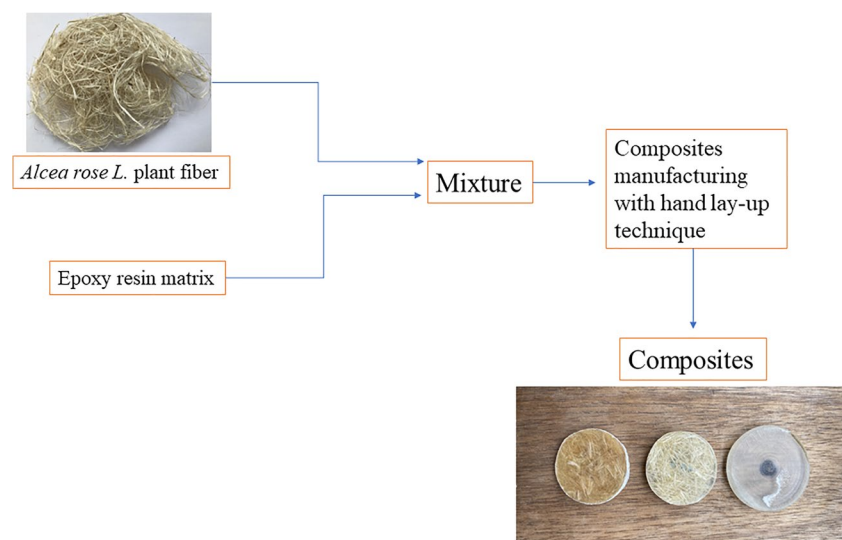 Alcea rose L. plant fiber
Epoxy resin matrix
Mixture
Composites
manufacturing
with hand lay-up
technique
Composites